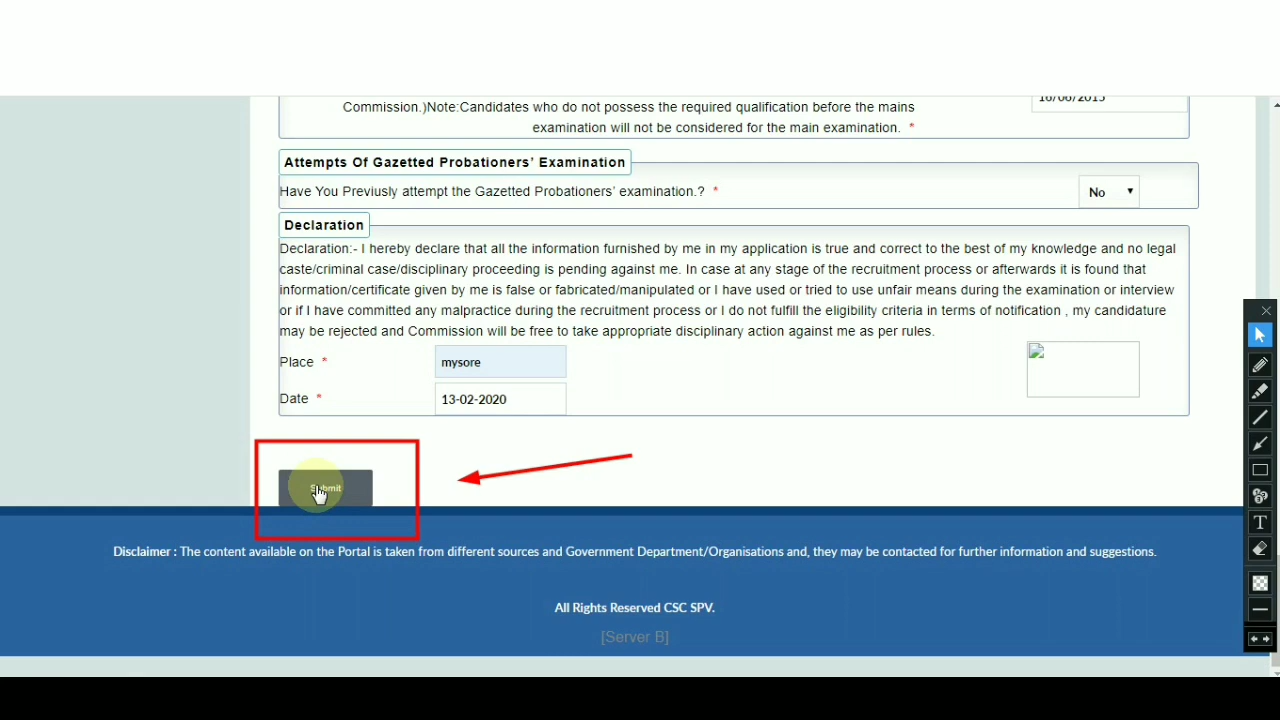 Commission.)Note:Candidates who do not possess the required qualification before the mains
16/06/2015
examination will not be considered for the main examination. *
Attempts Of Gazetted Probationers' Examination
Have You Previusly attempt the Gazetted Probationers' examination.? *
No
Declaration
Declaration:- I hereby declare that all the information furnished by me in my application is true and correct to the best of my knowledge and no legal
caste/criminal case/disciplinary proceeding is pending against me. In case at any stage of the recruitment process or afterwards it is found that
information/certificate given by me is false or fabricated/manipulated or I have used or tried to use unfair means during the examination or interview
or if I have committed any malpractice during the recruitment process or I do not fulfill the eligibility criteria in terms of notification , my candidature
may be rejected and Commission will be free to take appropriate disciplinary action against me as per rules.
Place *
mysore
Date *
13-02-2020
Submit
Disclaimer : The content available on the Portal is taken from different sources and Government Department/Organisations and, they may be contacted for further information and suggestions.
All Rights Reserved CSC SPV.
[Server B]
T